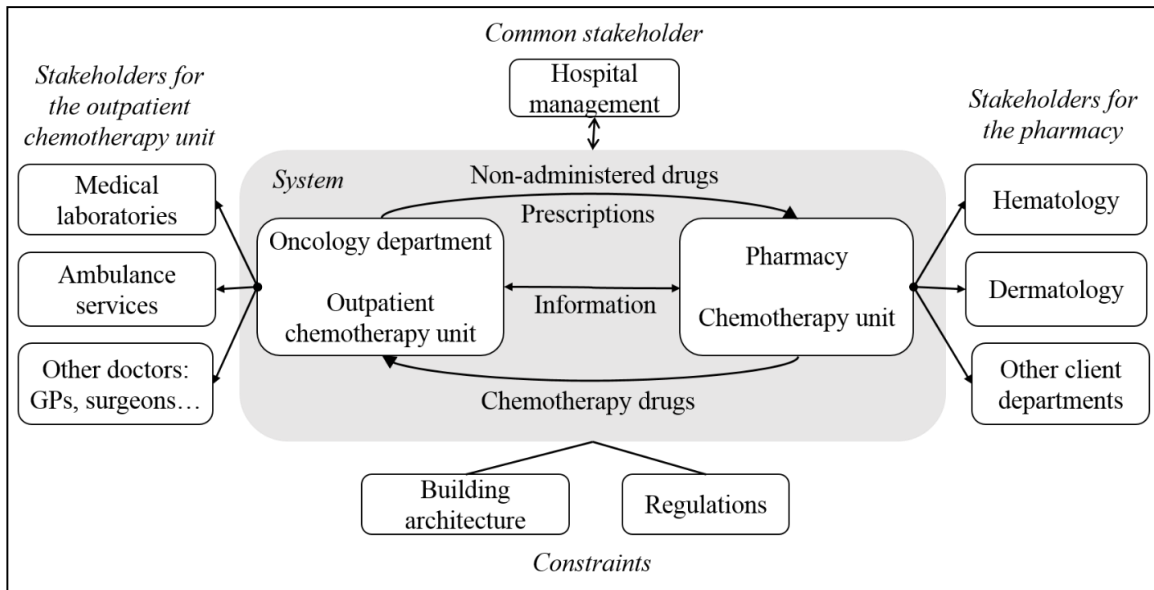 Common stakeholder
Hospital
management
Stakeholders for
the outpatient
chemotherapy unit
Medical
laboratories
Ambulance
services
Other doctors:
GPs, surgeons…
System
Non-administered drugs
Prescriptions
Oncology department
Outpatient
chemotherapy unit
Information
Pharmacy
Chemotherapy unit
Chemotherapy drugs
Stakeholders for
the pharmacy
Hematology
Dermatology
Other client
departments
Building
architecture
Regulations
Constraints